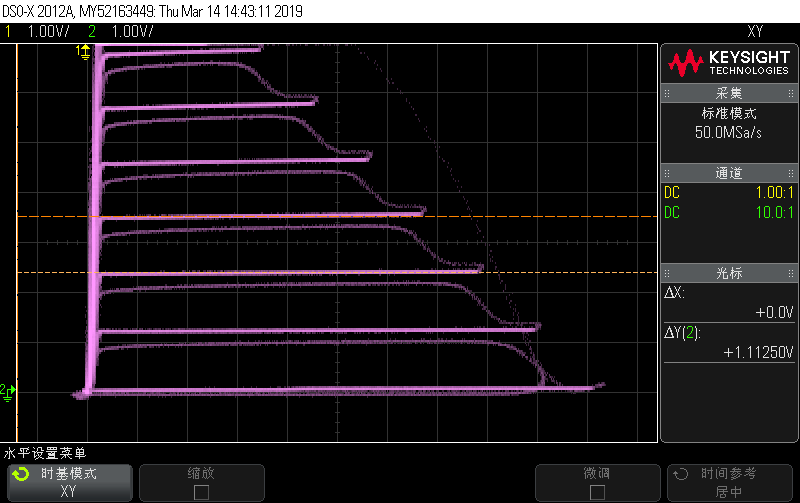 DSO-X 2012A, MY52163449: Thu Mar 14 14:43:11 2019
1 1.00V/ 2 1.00V/ XY
1
KEYSIGHT
TECHNOLOGIES
采集
标准模式
50.0MSa/s
通道
DC 1.00:1
DC 10.0:1
光标
ΔX:
+0.0V
ΔY(2):
+1.11250V
2
水平设置菜单
时基模式
XY
缩放
微调
时间参考
居中